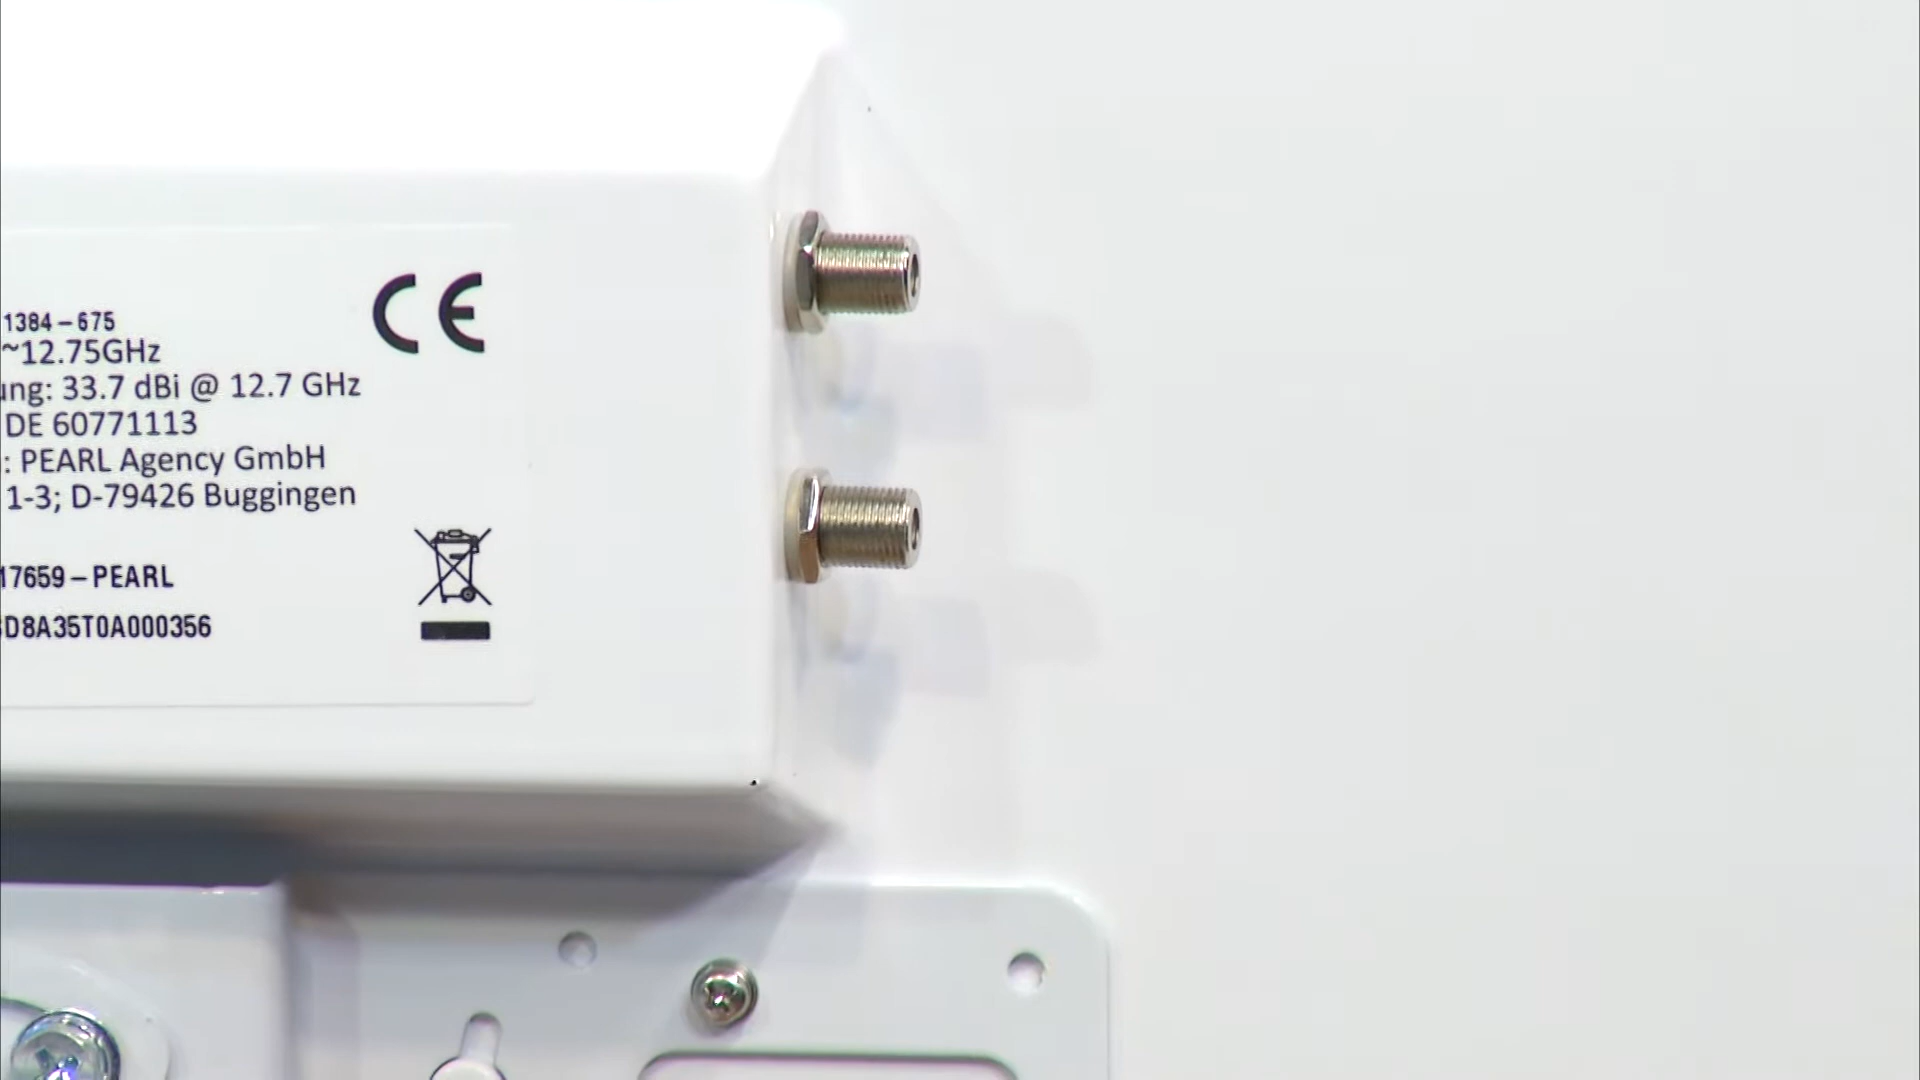 CE
1384–675
~12.75GHz
ung: 33.7 dBi @ 12.7 GHz
DE 60771113
: PEARL Agency GmbH
1-3; D-79426 Buggingen
17659–PEARL
D8A35T0A000356